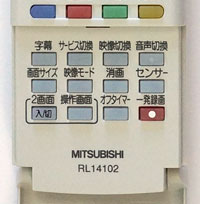 字幕 サービス切換 映像切換 音声切換
画面サイズ 映像モード 消画 センサー
2画面 操作画面 オフタイマー 一発録画
入/切
MITSUBISHI
RL14102